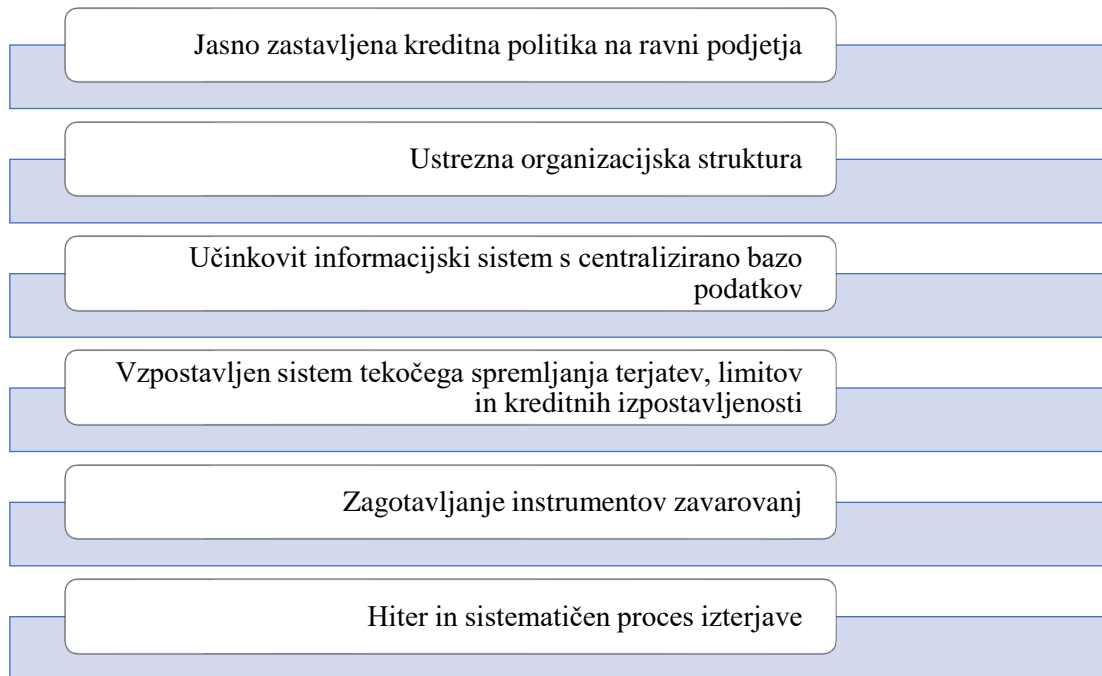 Jasno zastavljena kreditna politika na ravni podjetja
Ustrezna organizacijska struktura
Učinkovit informacijski sistem s centralizirano bazo
podatkov
Vzpostavljen sistem tekočega spremljanja terjatev, limitov
in kreditnih izpostavljenosti
Zagotavljanje instrumentov zavarovanj
Hiter in sistematičen proces izterjave